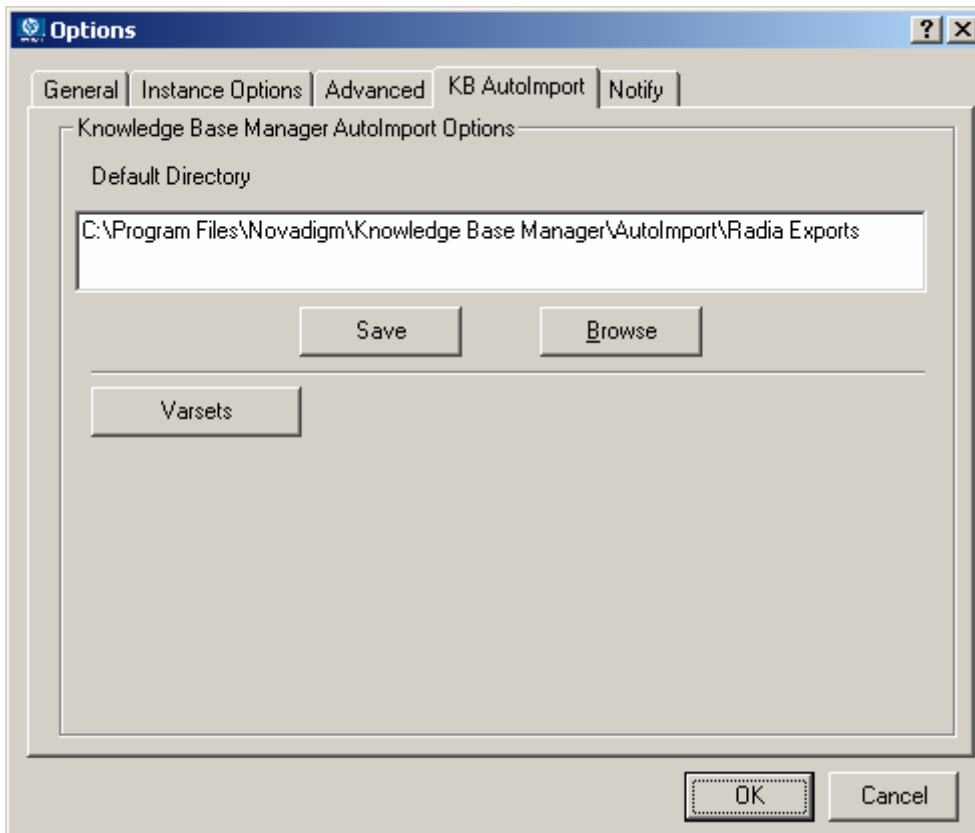 Options
General Instance Options Advanced KB AutoImport Notify
Knowledge Base Manager AutoImport Options
Default Directory
C:\Program Files\Novadigm\Knowledge Base Manager\AutoImport\Radia Exports
Save Browse
Varsets
OK Cancel